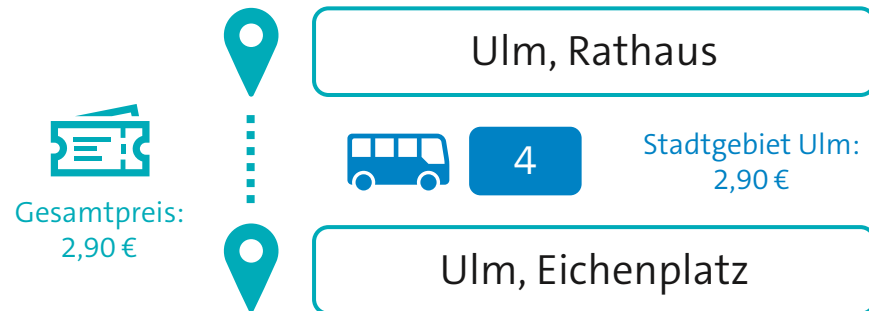 Ulm, Rathaus
4
Stadtgebiet Ulm:
2,90 €
Gesamtpreis:
2,90 €
Ulm, Eichenplatz